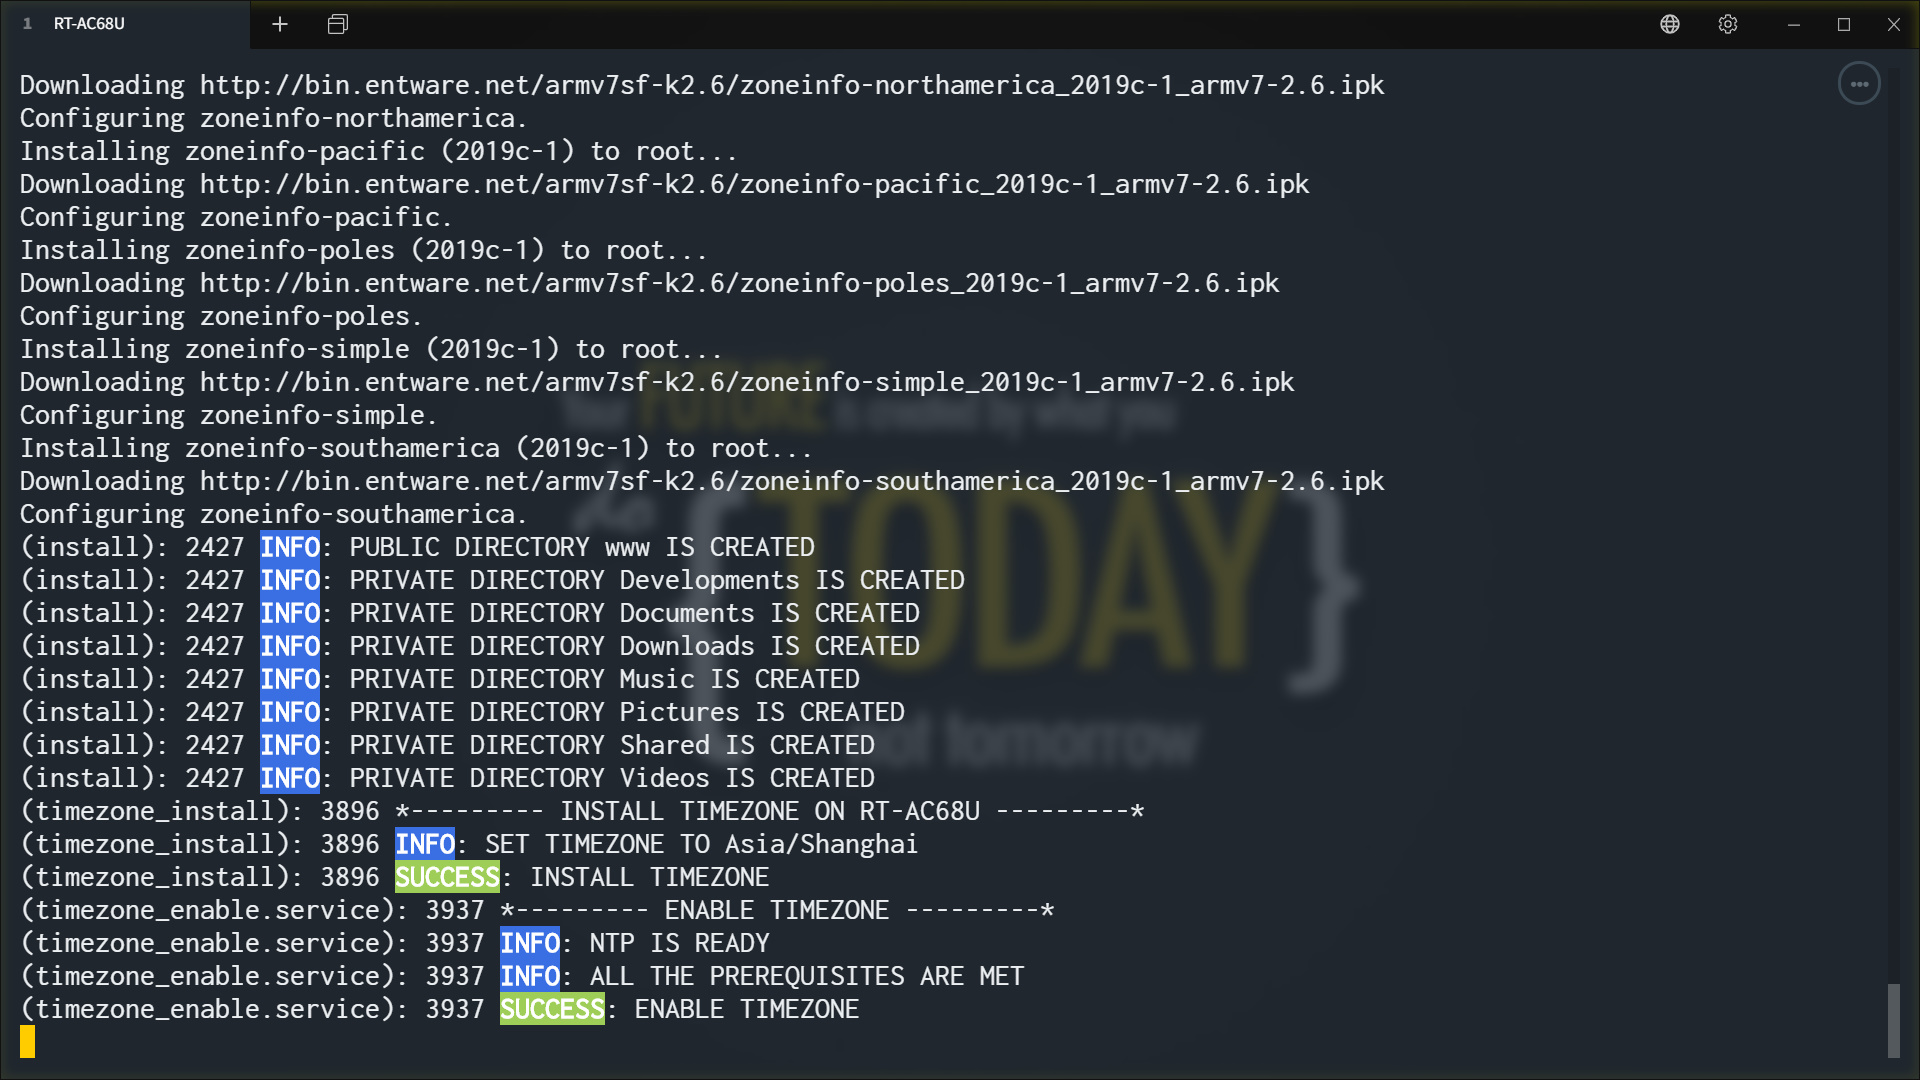 1 RT-AC68U
Downloading http://bin.entware.net/armv7sf-k2.6/zoneinfo-northamerica_2019c-1_armv7-2.6.ipk
Configuring zoneinfo-northamerica.
Installing zoneinfo-pacific (2019c-1) to root...
Downloading http://bin.entware.net/armv7sf-k2.6/zoneinfo-pacific_2019c-1_armv7-2.6.ipk
Configuring zoneinfo-pacific.
Installing zoneinfo-poles (2019c-1) to root...
Downloading http://bin.entware.net/armv7sf-k2.6/zoneinfo-poles_2019c-1_armv7-2.6.ipk
Configuring zoneinfo-poles.
Installing zoneinfo-simple (2019c-1) to root...
Downloading http://bin.entware.net/armv7sf-k2.6/zoneinfo-simple_2019c-1_armv7-2.6.ipk
Configuring zoneinfo-simple.
Installing zoneinfo-southamerica (2019c-1) to root...
Downloading http://bin.entware.net/armv7sf-k2.6/zoneinfo-southamerica_2019c-1_armv7-2.6.ipk
Configuring zoneinfo-southamerica.
(install): 2427 INFO: PUBLIC DIRECTORY www IS CREATED
(install): 2427 INFO: PRIVATE DIRECTORY Developments IS CREATED
(install): 2427 INFO: PRIVATE DIRECTORY Documents IS CREATED
(install): 2427 INFO: PRIVATE DIRECTORY Downloads IS CREATED
(install): 2427 INFO: PRIVATE DIRECTORY Music IS CREATED
(install): 2427 INFO: PRIVATE DIRECTORY Pictures IS CREATED
(install): 2427 INFO: PRIVATE DIRECTORY Shared IS CREATED
(install): 2427 INFO: PRIVATE DIRECTORY Videos IS CREATED
(timezone_install): 3896 *--------- INSTALL TIMEZONE ON RT-AC68U ---------*
(timezone_install): 3896 INFO: SET TIMEZONE TO Asia/Shanghai
(timezone_install): 3896 SUCCESS: INSTALL TIMEZONE
(timezone_enable.service): 3937 *--------- ENABLE TIMEZONE ---------*
(timezone_enable.service): 3937 INFO: NTP IS READY
(timezone_enable.service): 3937 INFO: ALL THE PREREQUISITES ARE MET
(timezone_enable.service): 3937 SUCCESS: ENABLE TIMEZONE
Your FUTURE is created by what you
do {TODAY}
not tomorrow